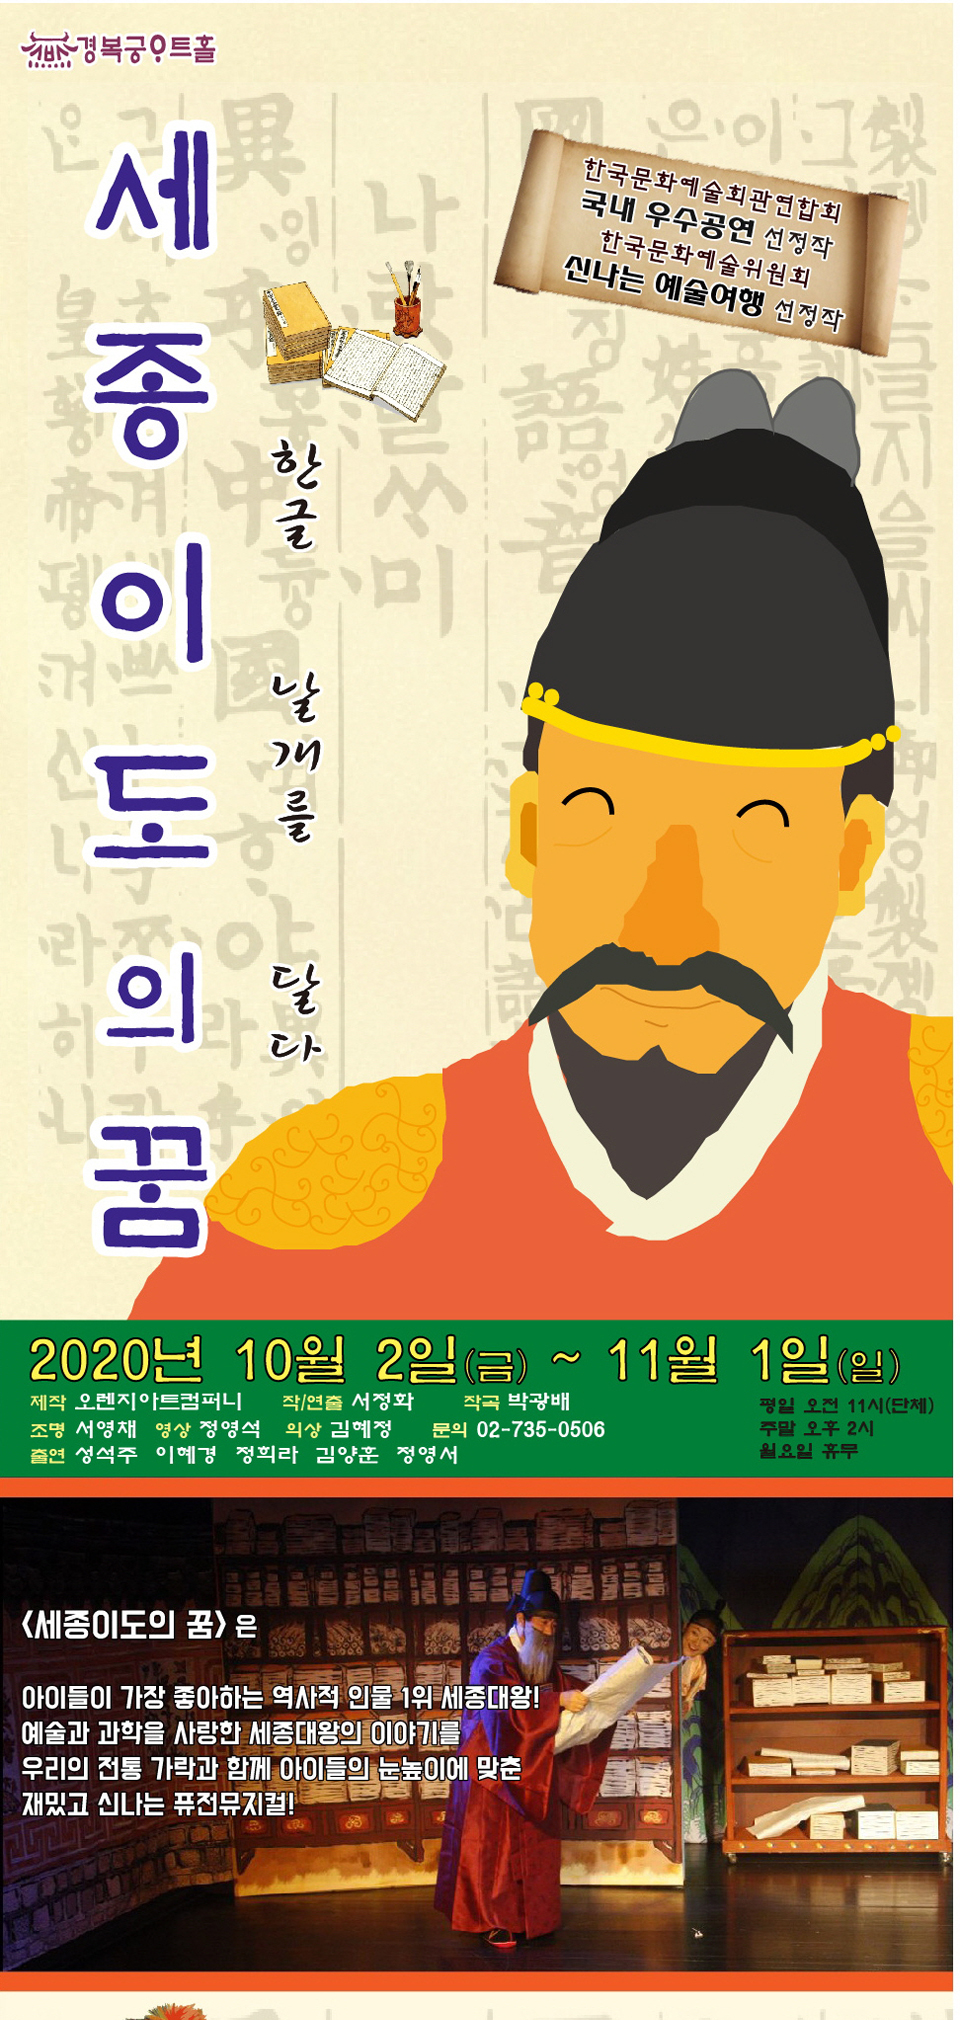 경복궁아트홀
세종이도의 꿈
한글 날개를 달다
한국문화예술회관연합회
국내 우수공연 선정작
한국문화예술위원회
신나는 예술여행 선정작
2020년 10월 2일(금) ~ 11월 1일(일)
제작 오렌지아트컴퍼니 작/연출 서정화 작곡 박광배
조명 서영채 영상 정영석 의상 김혜정 문의 02-735-0506
출연 성석주 이혜경 정희라 김양훈 정영서
평일 오전 11시(단체)
주말 오후 2시
월요일 휴무
<세종이도의 꿈> 은
아이들이 가장 좋아하는 역사적 인물 1위 세종대왕!
예술과 과학을 사랑한 세종대왕의 이야기를
우리의 전통 가락과 함께 아이들의 눈높이에 맞춘
재밌고 신나는 퓨전뮤지컬!